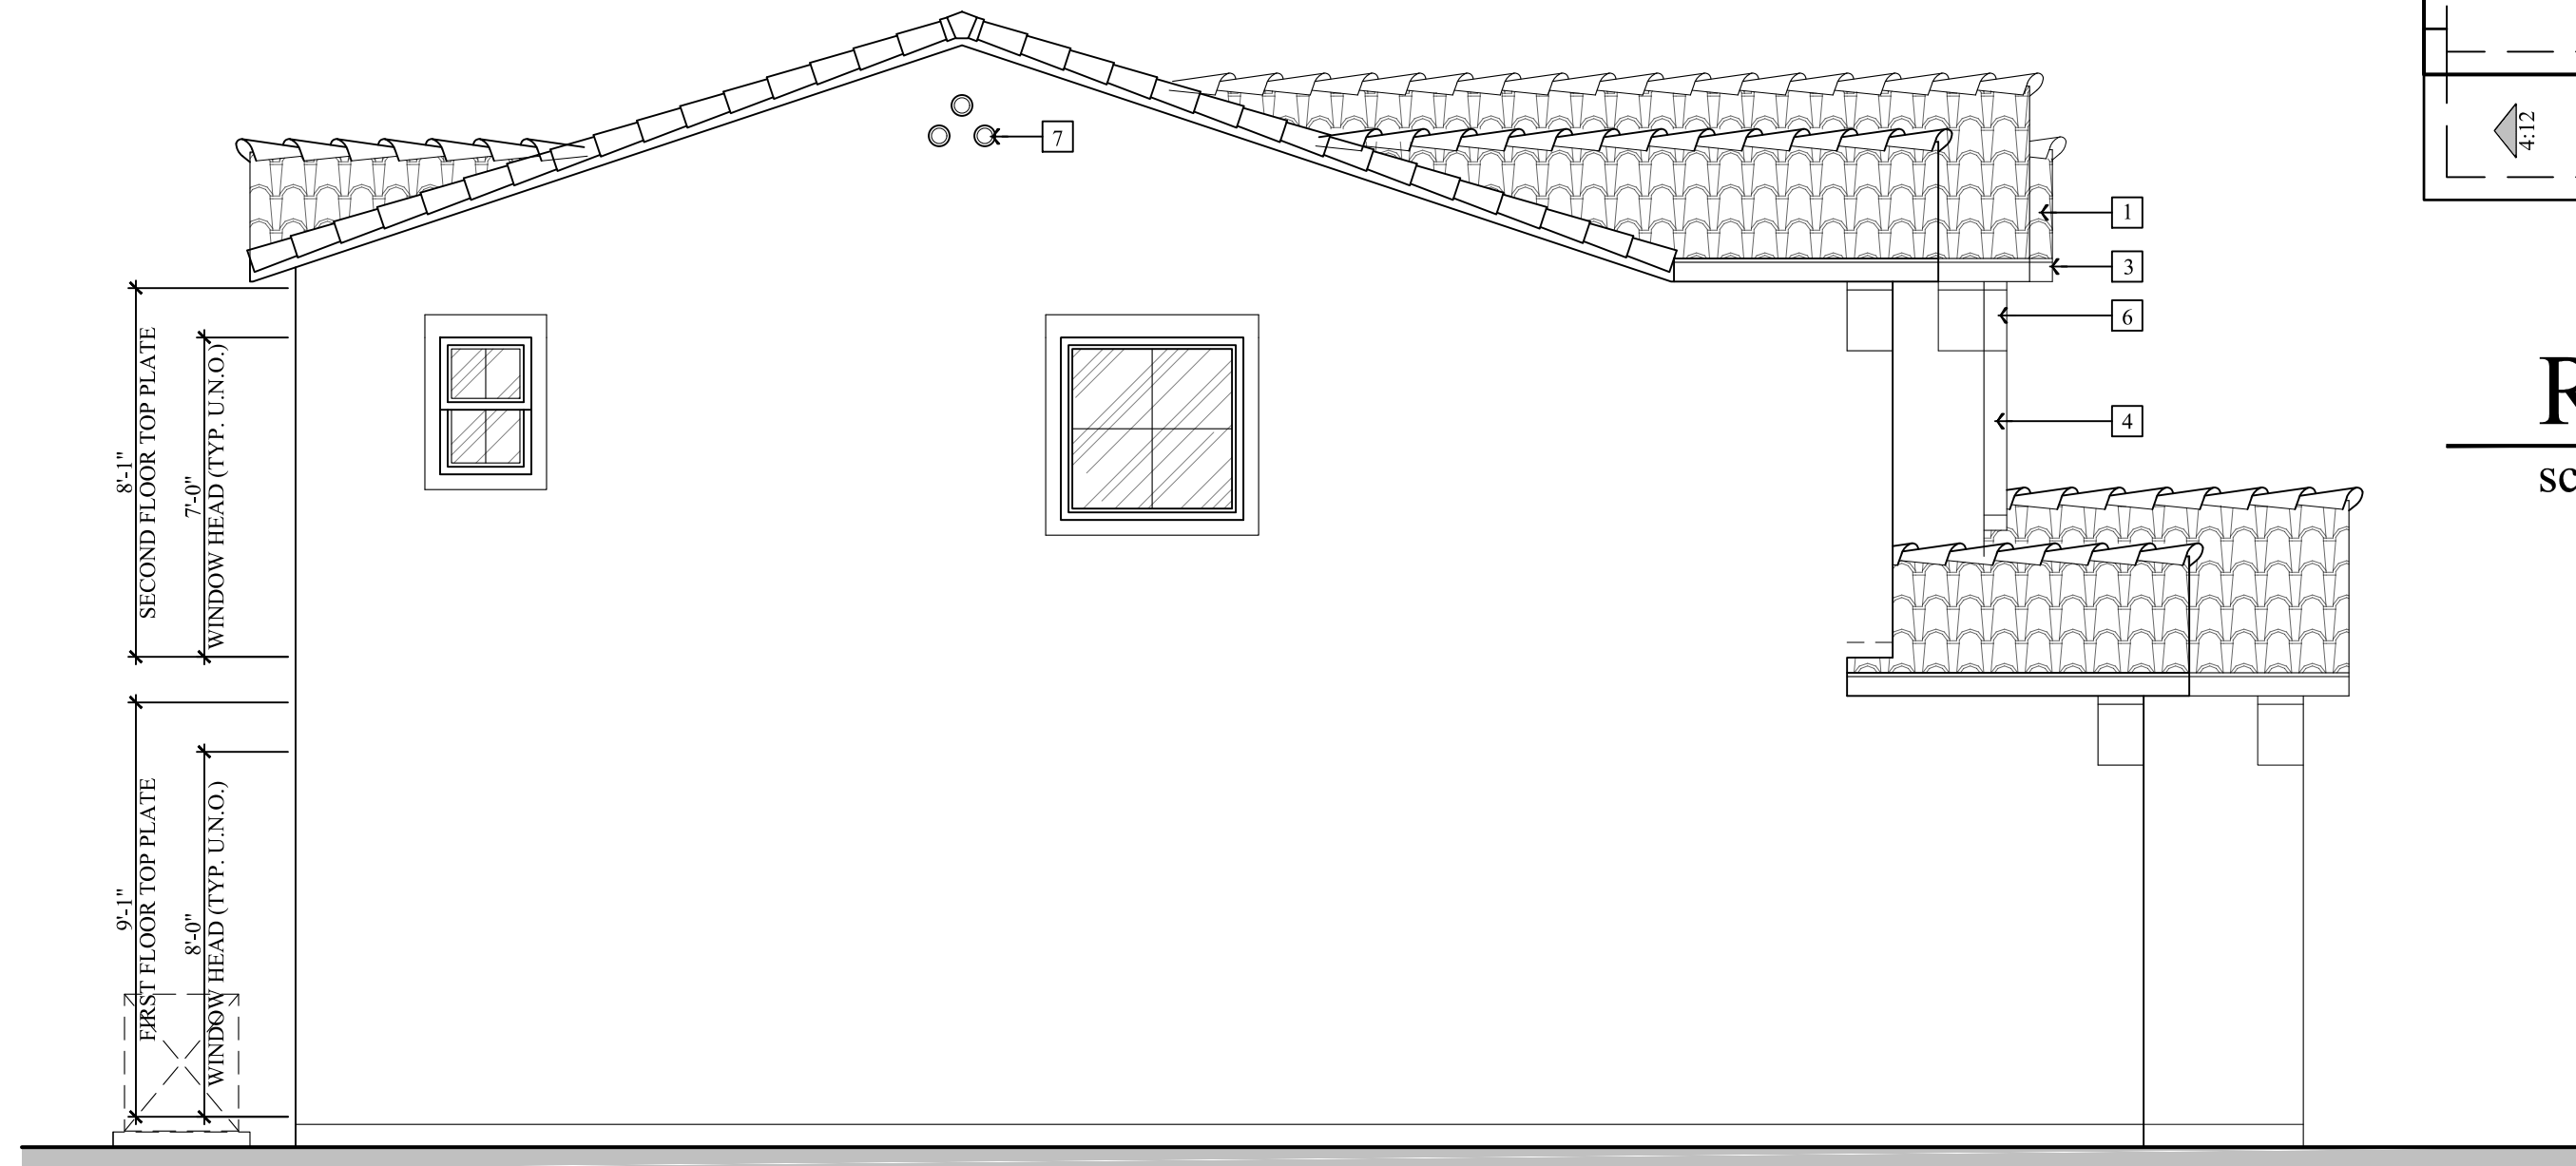 7
1
3
6
4
4:12
8'-1"
SECOND FLOOR TOP PLATE
7'-0"
WINDOW HEAD (TYP. U.N.O.)
9'-1"
FIRST FLOOR TOP PLATE
8'-0"
WINDOW HEAD (TYP. U.N.O.)
R
sc